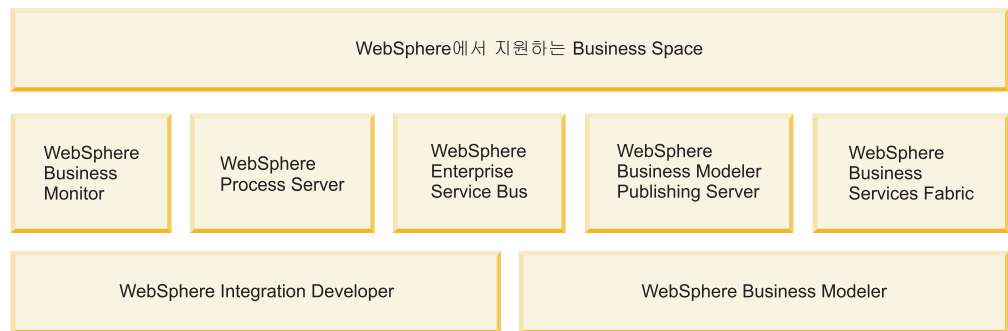 WebSphere에서 지원하는 Business Space
WebSphere
Business
Monitor
WebSphere
Process Server
WebSphere
Enterprise
Service Bus
WebSphere
Business Modeler
Publishing Server
WebSphere
Business
Services Fabric
WebSphere Integration Developer
WebSphere Business Modeler